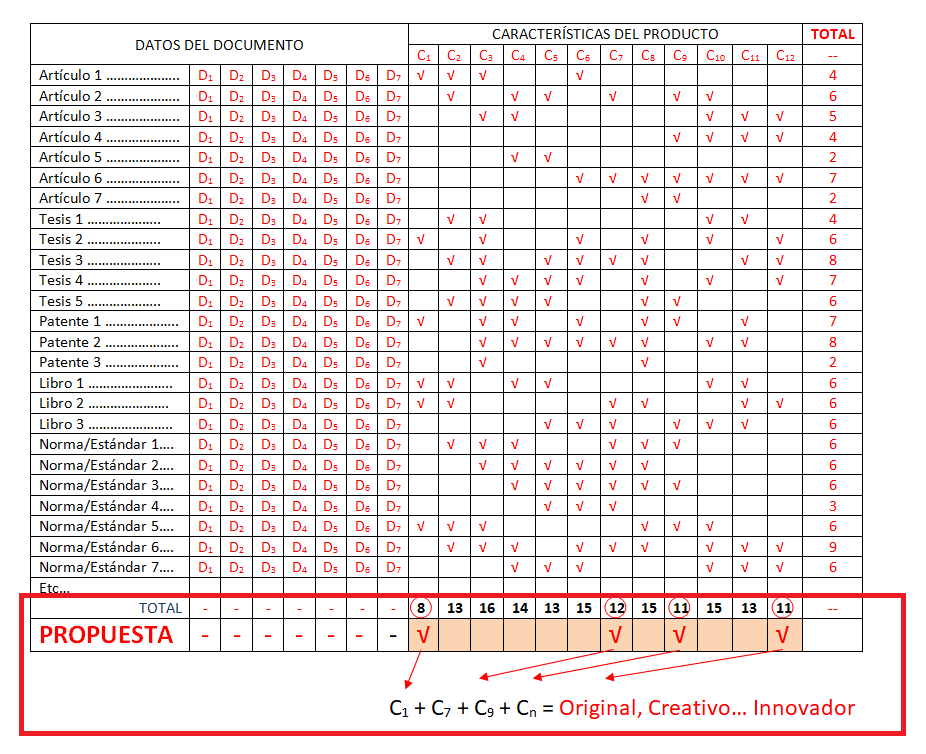 DATOS DEL DOCUMENTO CARACTERÍSTICAS DEL PRODUCTO TOTAL
C₁ C₂ C₃ C₄ C₅ C₆ C₇ C₈ C₉ C₁₀ C₁₁ C₁₂ --
Artículo 1 .................... D₁ D₂ D₃ D₄ D₅ D₆ D₇ √ √ √ √ 4
Artículo 2 .................... D₁ D₂ D₃ D₄ D₅ D₆ D₇ √ √ √ √ √ √ 6
Artículo 3 .................... D₁ D₂ D₃ D₄ D₅ D₆ D₇ √ √ √ √ √ 5
Artículo 4 .................... D₁ D₂ D₃ D₄ D₅ D₆ D₇ √ √ √ √ 4
Artículo 5 .................... D₁ D₂ D₃ D₄ D₅ D₆ D₇ √ √ 2
Artículo 6 .................... D₁ D₂ D₃ D₄ D₅ D₆ D₇ √ √ √ √ √ √ √ 7
Artículo 7 .................... D₁ D₂ D₃ D₄ D₅ D₆ D₇ √ √ 2
Tesis 1 .................... D₁ D₂ D₃ D₄ D₅ D₆ D₇ √ √ √ √ 4
Tesis 2 .................... D₁ D₂ D₃ D₄ D₅ D₆ D₇ √ √ √ √ √ √ 6
Tesis 3 .................... D₁ D₂ D₃ D₄ D₅ D₆ D₇ √ √ √ √ √ √ √ √ 8
Tesis 4 .................... D₁ D₂ D₃ D₄ D₅ D₆ D₇ √ √ √ √ √ √ √ 7
Tesis 5 .................... D₁ D₂ D₃ D₄ D₅ D₆ D₇ √ √ √ √ √ √ 6
Patente 1 .................... D₁ D₂ D₃ D₄ D₅ D₆ D₇ √ √ √ √ √ √ √ 7
Patente 2 .................... D₁ D₂ D₃ D₄ D₅ D₆ D₇ √ √ √ √ √ √ √ √ 8
Patente 3 .................... D₁ D₂ D₃ D₄ D₅ D₆ D₇ √ √ 2
Libro 1 ....................... D₁ D₂ D₃ D₄ D₅ D₆ D₇ √ √ √ √ √ √ 6
Libro 2 ...................... D₁ D₂ D₃ D₄ D₅ D₆ D₇ √ √ √ √ √ √ 6
Libro 3 ....................... D₁ D₂ D₃ D₄ D₅ D₆ D₇ √ √ √ √ √ √ 6
Norma/Estándar 1.... D₁ D₂ D₃ D₄ D₅ D₆ D₇ √ √ √ √ √ √ 6
Norma/Estándar 2.... D₁ D₂ D₃ D₄ D₅ D₆ D₇ √ √ √ √ √ √ 6
Norma/Estándar 3.... D₁ D₂ D₃ D₄ D₅ D₆ D₇ √ √ √ √ √ √ 6
Norma/Estándar 4.... D₁ D₂ D₃ D₄ D₅ D₆ D₇ √ √ √ 3
Norma/Estándar 5.... D₁ D₂ D₃ D₄ D₅ D₆ D₇ √ √ √ √ √ √ 6
Norma/Estándar 6.... D₁ D₂ D₃ D₄ D₅ D₆ D₇ √ √ √ √ √ √ √ √ √ 9
Norma/Estándar 7.... D₁ D₂ D₃ D₄ D₅ D₆ D₇ √ √ √ √ √ √ 6
Etc...
TOTAL - - - - - - - 8 13 16 14 13 15 12 15 11 15 13 11 --
PROPUESTA - - - - - - - √ √ √ √
C₁ + C₇ + C₉ + Cₙ = Original, Creativo... Innovador